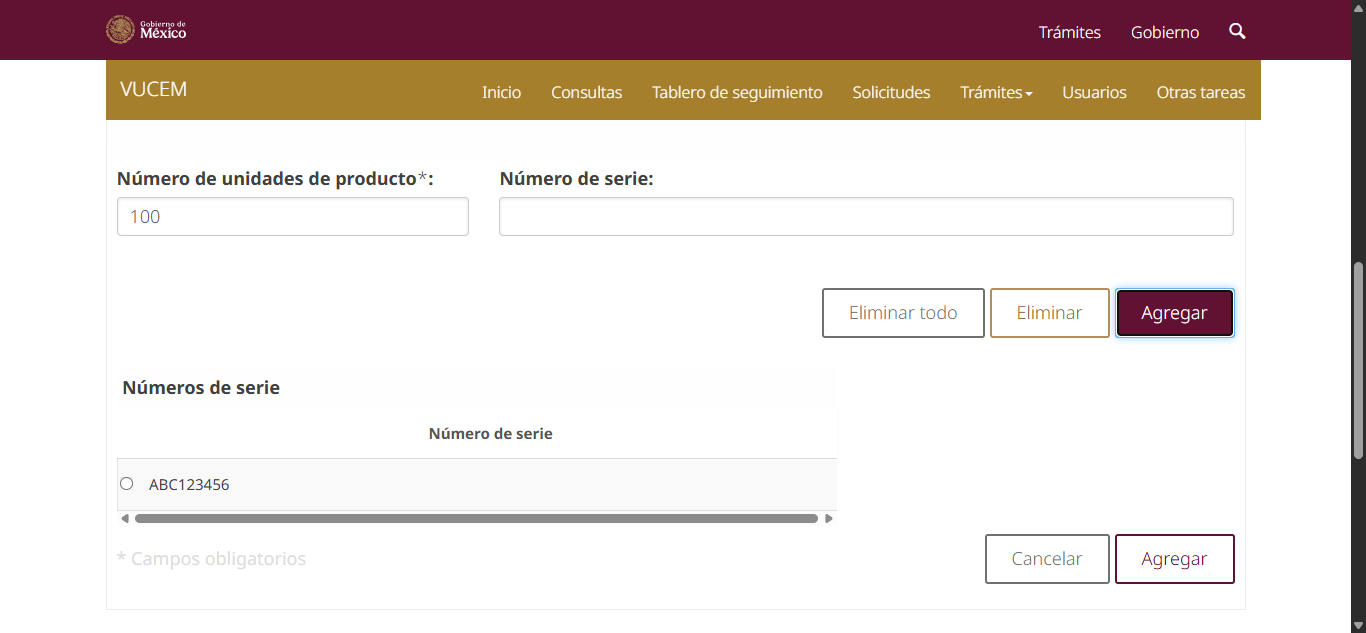 Gobierno de
México
Trámites
Gobierno
VUCEM
Inicio
Consultas
Tablero de seguimiento
Solicitudes
Trámites
Usuarios
Otras tareas
Número de unidades de producto*:
Número de serie:
100
Eliminar todo
Eliminar
Agregar
Números de serie
Número de serie
ABC123456
* Campos obligatorios
Cancelar
Agregar